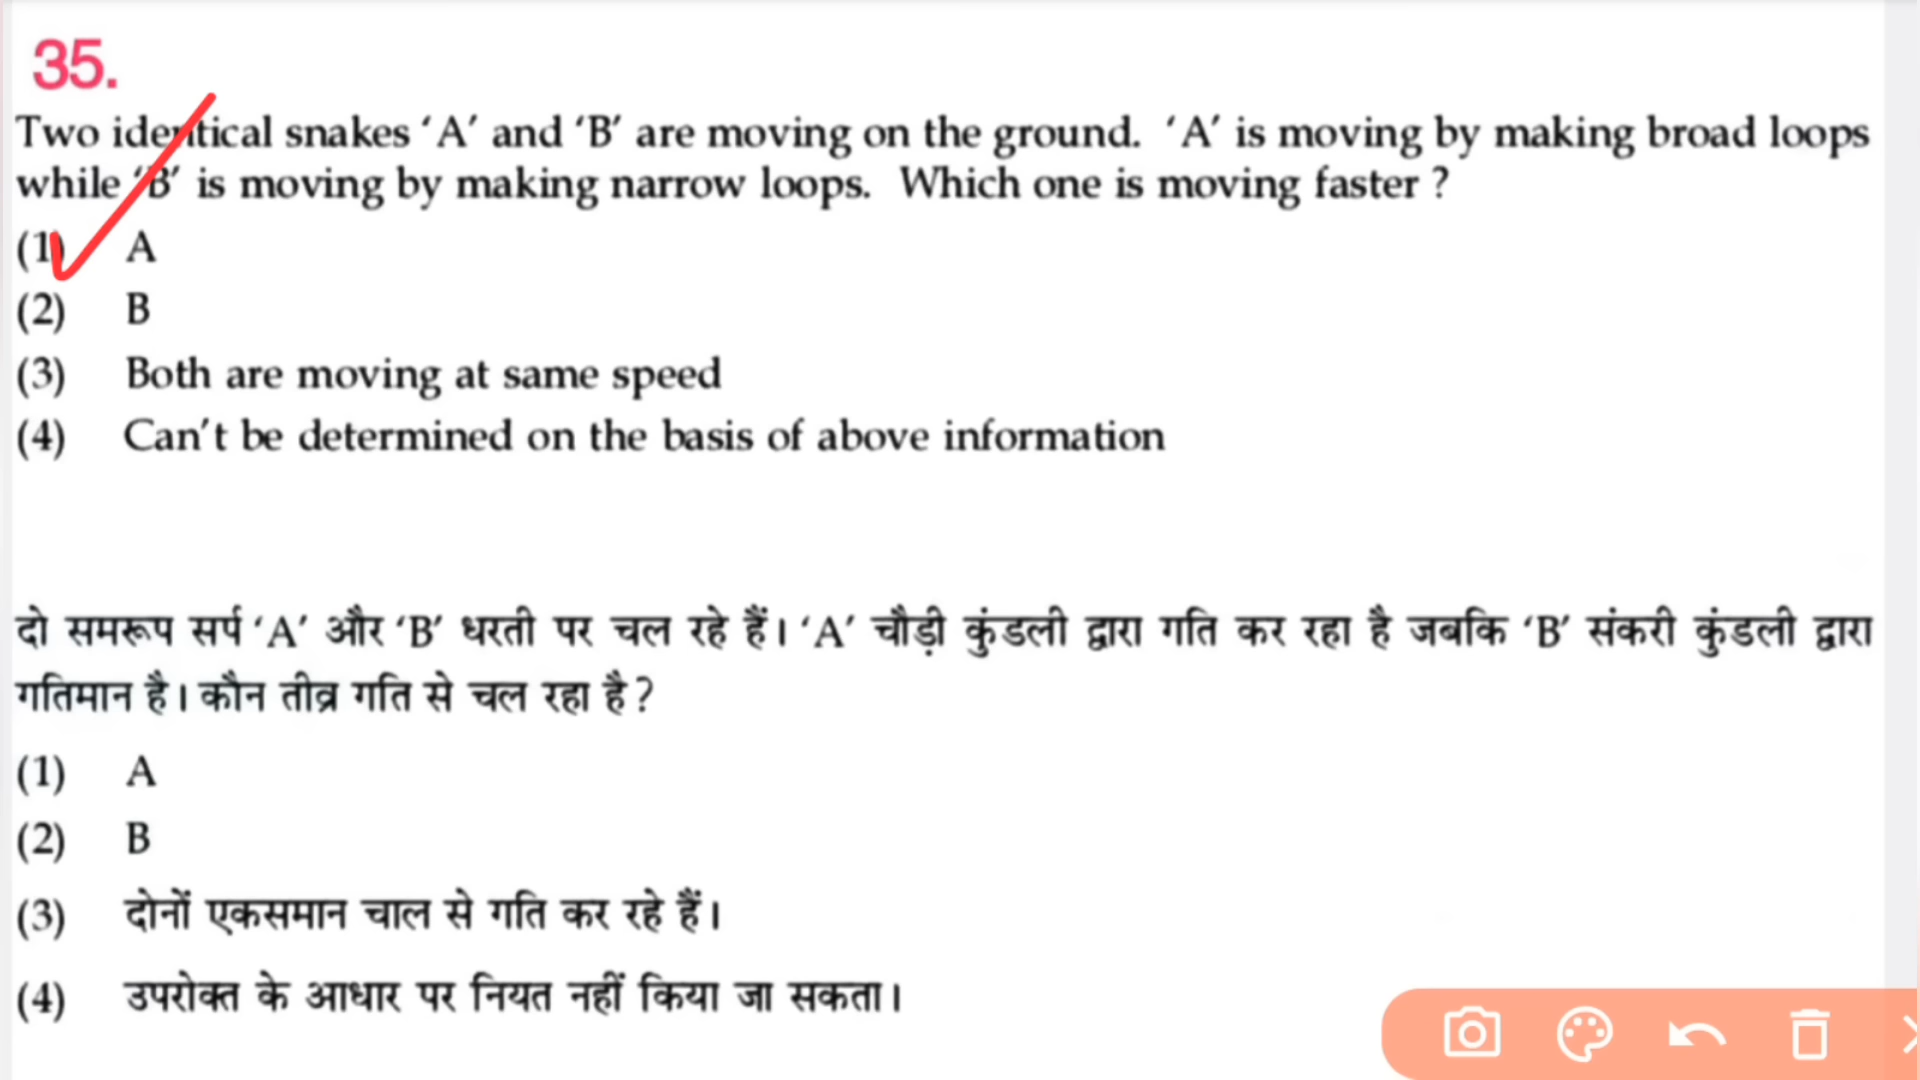 35.
Two identical snakes ‘A’ and ‘B’ are moving on the ground. ‘A’ is moving by making broad loops
while ‘B’ is moving by making narrow loops. Which one is moving faster ?
(1) A
(2) B
(3) Both are moving at same speed
(4) Can’t be determined on the basis of above information
दो समरूप सर्प ‘A’ और ‘B’ धरती पर चल रहे हैं। ‘A’ चौड़ी कुंडली द्वारा गति कर रहा है जबकि ‘B’ संकरी कुंडली द्वारा
गतिमान है। कौन तीव्र गति से चल रहा है ?
(1) A
(2) B
(3) दोनों एकसमान चाल से गति कर रहे हैं।
(4) उपरोक्त के आधार पर नियत नहीं किया जा सकता।